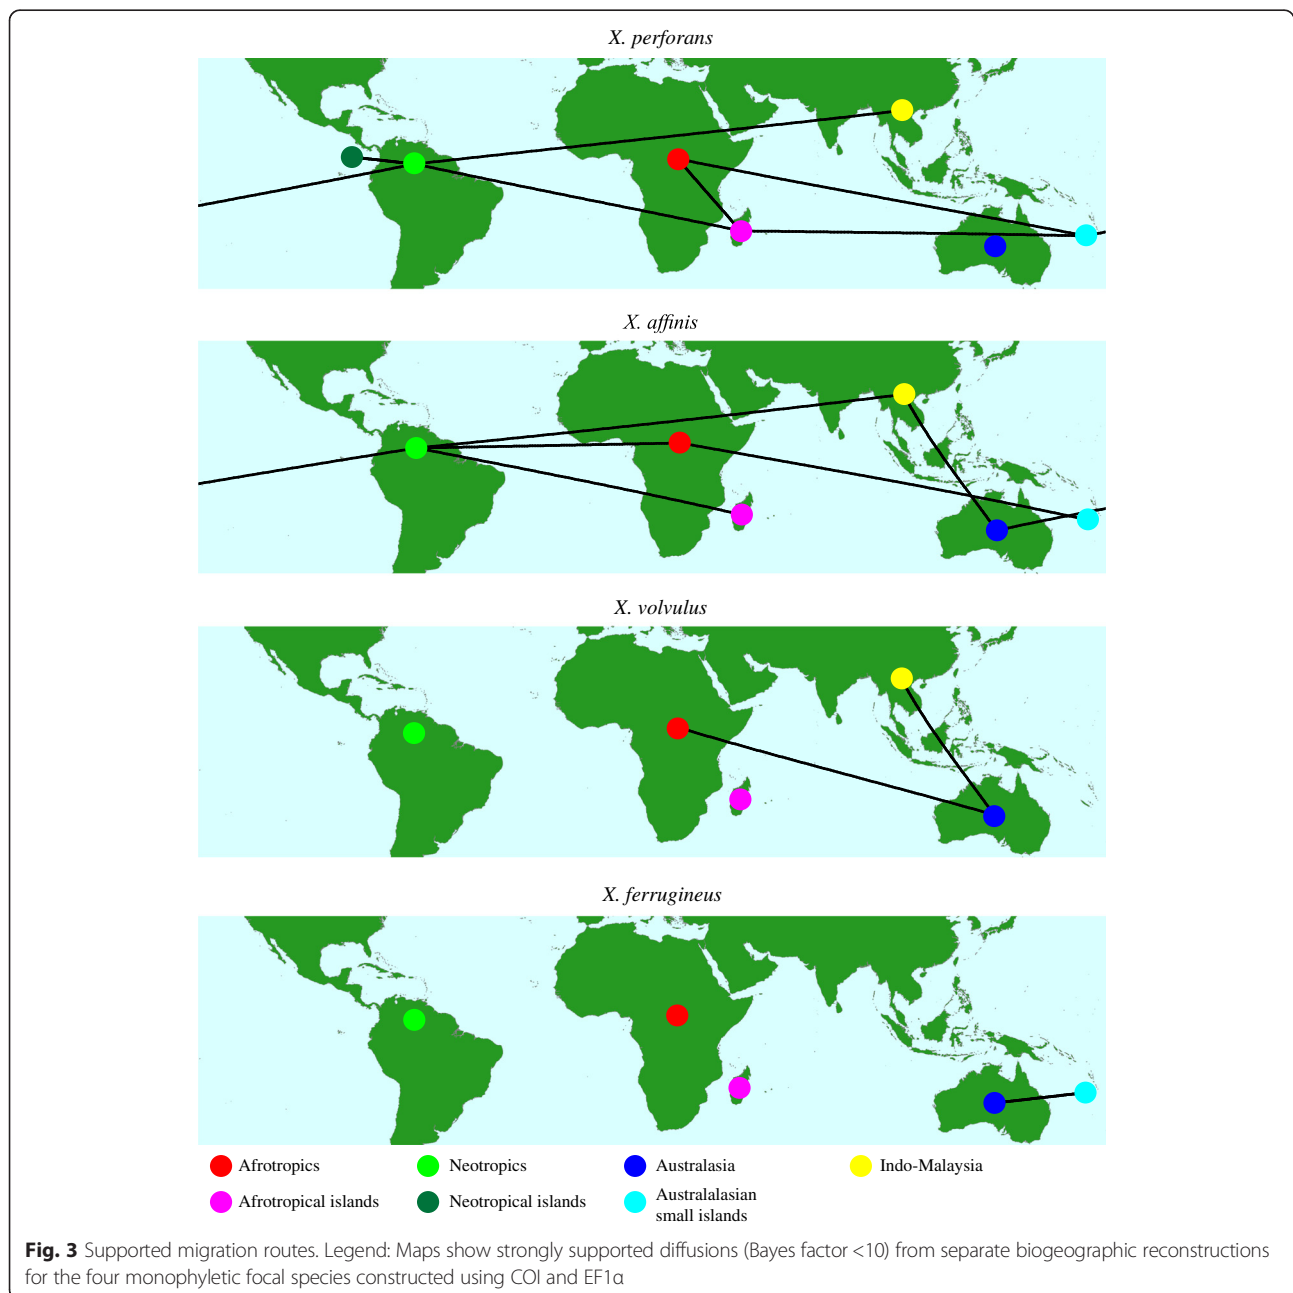 X. perforans
X. affinis
X. volvulus
X. ferrugineus
Afrotropics
Neotropics
Australasia
Indo-Malaysia
Afrotropical islands
Neotropical islands
Australalasian
small islands
Fig. 3 Supported migration routes. Legend: Maps show strongly supported diffusions (Bayes factor <10) from separate biogeographic reconstructions
for the four monophyletic focal species constructed using COI and EF1α